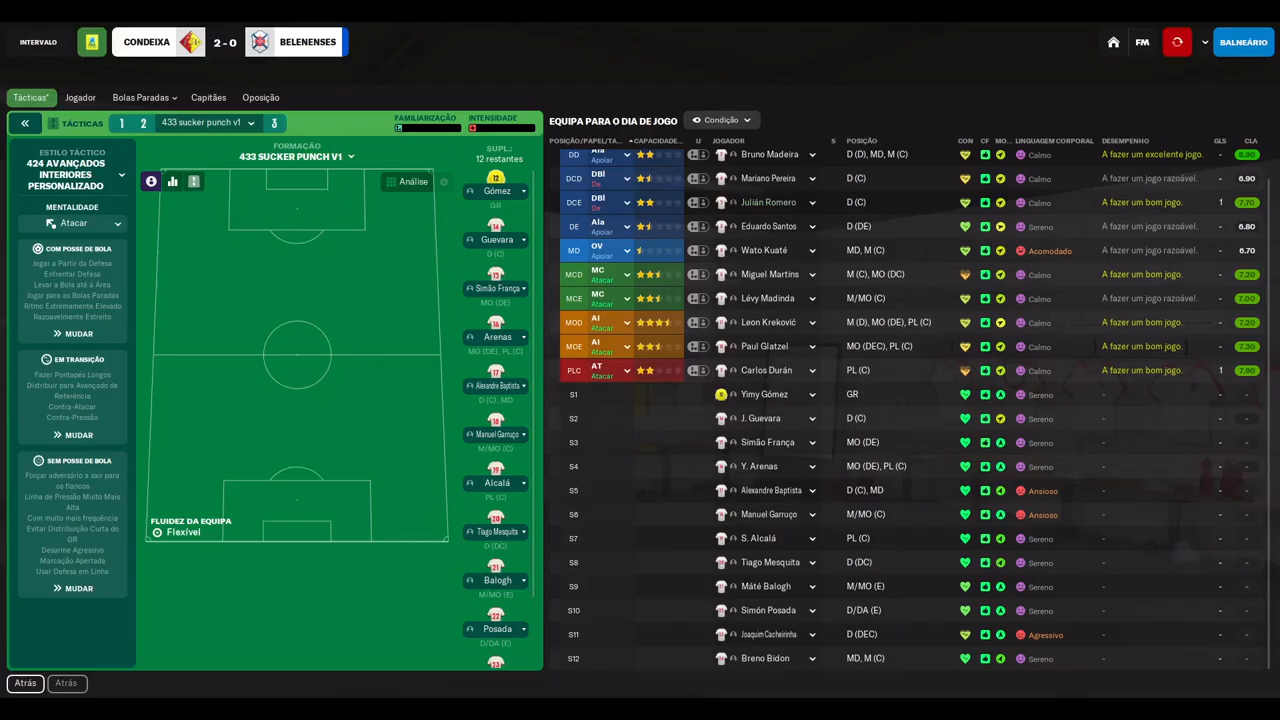 INTERVALO
CONDEIXA
2 - 0
BELENENSES
FM
BALNEÁRIO
Tácticas*
Jogador
Bolas Paradas
Capitães
Oposição
TÁCTICAS
1
2
433 sucker punch v1
3
FAMILIARIZAÇÃO
INTENSIDADE
ESTILO TÁCTICO
424 AVANÇADOS
INTERIORES
PERSONALIZADO
MENTALIDADE
Atacar
COM POSSE DE BOLA
Jogar a Partir da Defesa
Enfrentar Defesa
Levar a Bola até à Área
Jogar para as Bolas Paradas
Ritmo Extremamente Elevado
Razoavelmente Estreito
MUDAR
EM TRANSIÇÃO
Fazer Pontapés Longos
Distribuir para Avançado de
Referência
Contra-Atacar
Contra-Pressão
MUDAR
SEM POSSE DE BOLA
Forçar adversário a sair para
os flancos
Linha de Pressão Muito Mais
Alta
Com muito mais frequência
Evitar Distribuição Curta do
GR
Desarme Agressivo
Marcação Apertada
Usar Defesa em Linha
MUDAR
FORMAÇÃO
433 SUCKER PUNCH V1
Análise
FLUIDEZ DA EQUIPA
Flexível
SUPL.:
12 restantes
12
Gómez
GR
14
Guevara
D (C)
15
Simão França
MO (DE)
16
Arenas
MO (DE), PL (C)
17
Alexandre Baptista
D (C), MD
18
Manuel Garruço
M/MO (C)
19
Alcalá
PL (C)
20
Tiago Mesquita
D (DC)
21
Balogh
M/MO (E)
22
Posada
D/DA (E)
23
EQUIPA PARA O DIA DE JOGO
Condição
POSIÇÃO/PAPEL/TA... CAPACIDADE... IJ JOGADOR S POSIÇÃO CON CF MO... LINGUAGEM CORPORAL DESEMPENHO GLS CLA
DD Ala Apoiar Bruno Madeira D (D), MD, M (C) Calmo A fazer um excelente jogo. - 8.90
DCD DBl De Mariano Pereira D (C) Calmo A fazer um jogo razoável. - 6.90
DCE DBl De Julián Romero D (C) Calmo A fazer um bom jogo. 1 7.70
DE Ala Apoiar Eduardo Santos D (DE) Calmo A fazer um jogo razoável. - 6.80
MD OV Apoiar Wato Kuaté MD, M (C) Acomodado A fazer um jogo razoável. - 6.70
MCD MC Atacar Miguel Martins M (C), MO (DC) Calmo A fazer um bom jogo. - 7.20
MCE MC Atacar Lévy Madinda M/MO (C) Calmo A fazer um jogo razoável. - 7.00
MOD AI Atacar Leon Kreković M (D), MO (DE), PL (C) Calmo A fazer um bom jogo. - 7.20
MOE AI Atacar Paul Glatzel MO (DEC), PL (C) Calmo A fazer um bom jogo. - 7.30
PLC AT Atacar Carlos Durán PL (C) Calmo A fazer um bom jogo. 1 7.90
S1 Yimy Gómez GR Sereno - - -
S2 J. Guevara D (C) Sereno - - -
S3 Simão França MO (DE) Sereno - - -
S4 Y. Arenas MO (DE), PL (C) Sereno - - -
S5 Alexandre Baptista D (C), MD Ansioso - - -
S6 Manuel Garruço M/MO (C) Ansioso - - -
S7 S. Alcalá PL (C) Sereno - - -
S8 Tiago Mesquita D (DC) Sereno - - -
S9 Máté Balogh M/MO (E) Sereno - - -
S10 Simón Posada D/DA (E) Sereno - - -
S11 Joaquim Cacheirinha D (DEC) Agressivo - - -
S12 Breno Bidon MD, M (C) Sereno - - -
Atrás
Atrás